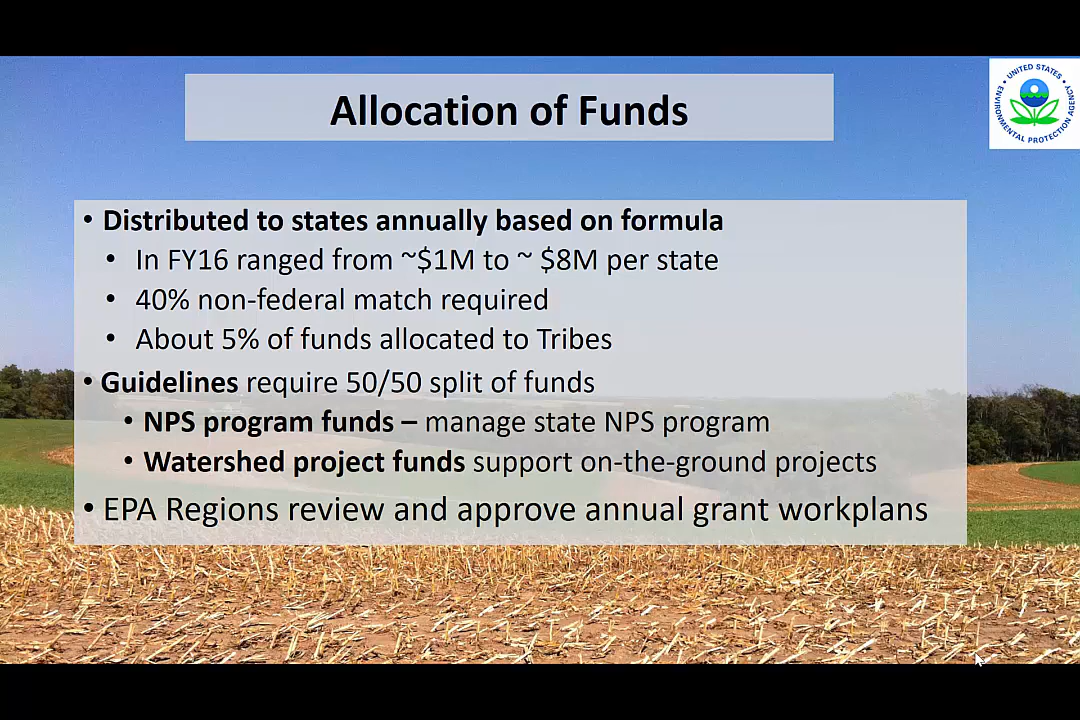 Allocation of Funds
UNITED STATES
ENVIRONMENTAL PROTECTION AGENCY
• Distributed to states annually based on formula
• In FY16 ranged from ~$1M to ~ $8M per state
• 40% non-federal match required
• About 5% of funds allocated to Tribes
• Guidelines require 50/50 split of funds
• NPS program funds – manage state NPS program
• Watershed project funds support on-the-ground projects
• EPA Regions review and approve annual grant workplans